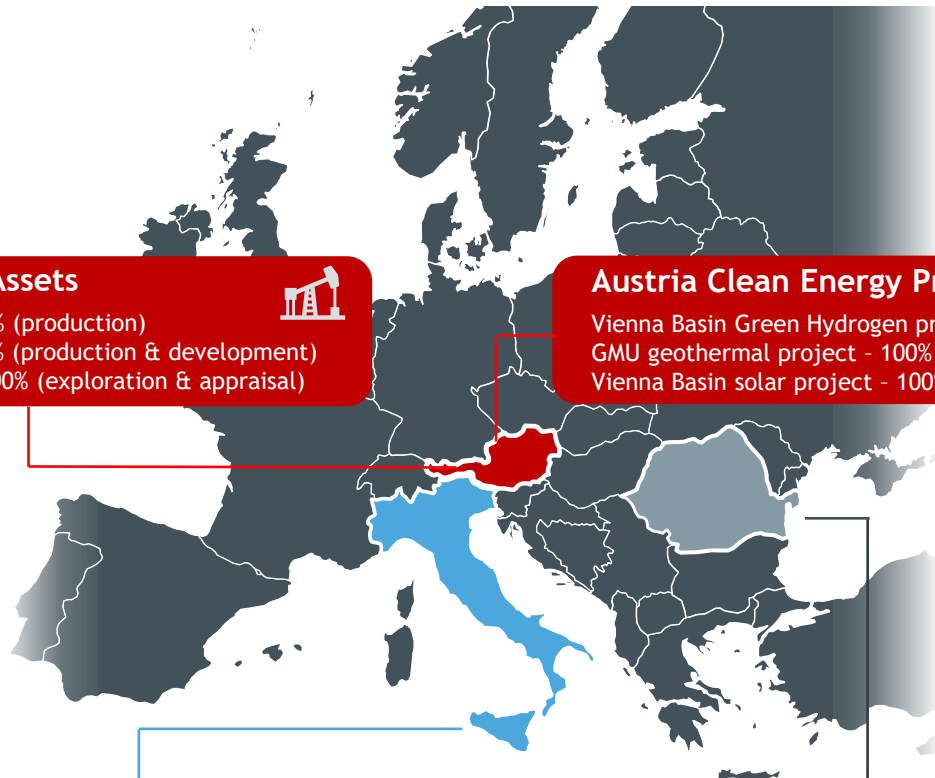 Assets
% (production)
% (production & development)
00% (exploration & appraisal)
Austria Clean Energy Pr
Vienna Basin Green Hydrogen pr
GMU geothermal project – 100%
Vienna Basin solar project – 100%